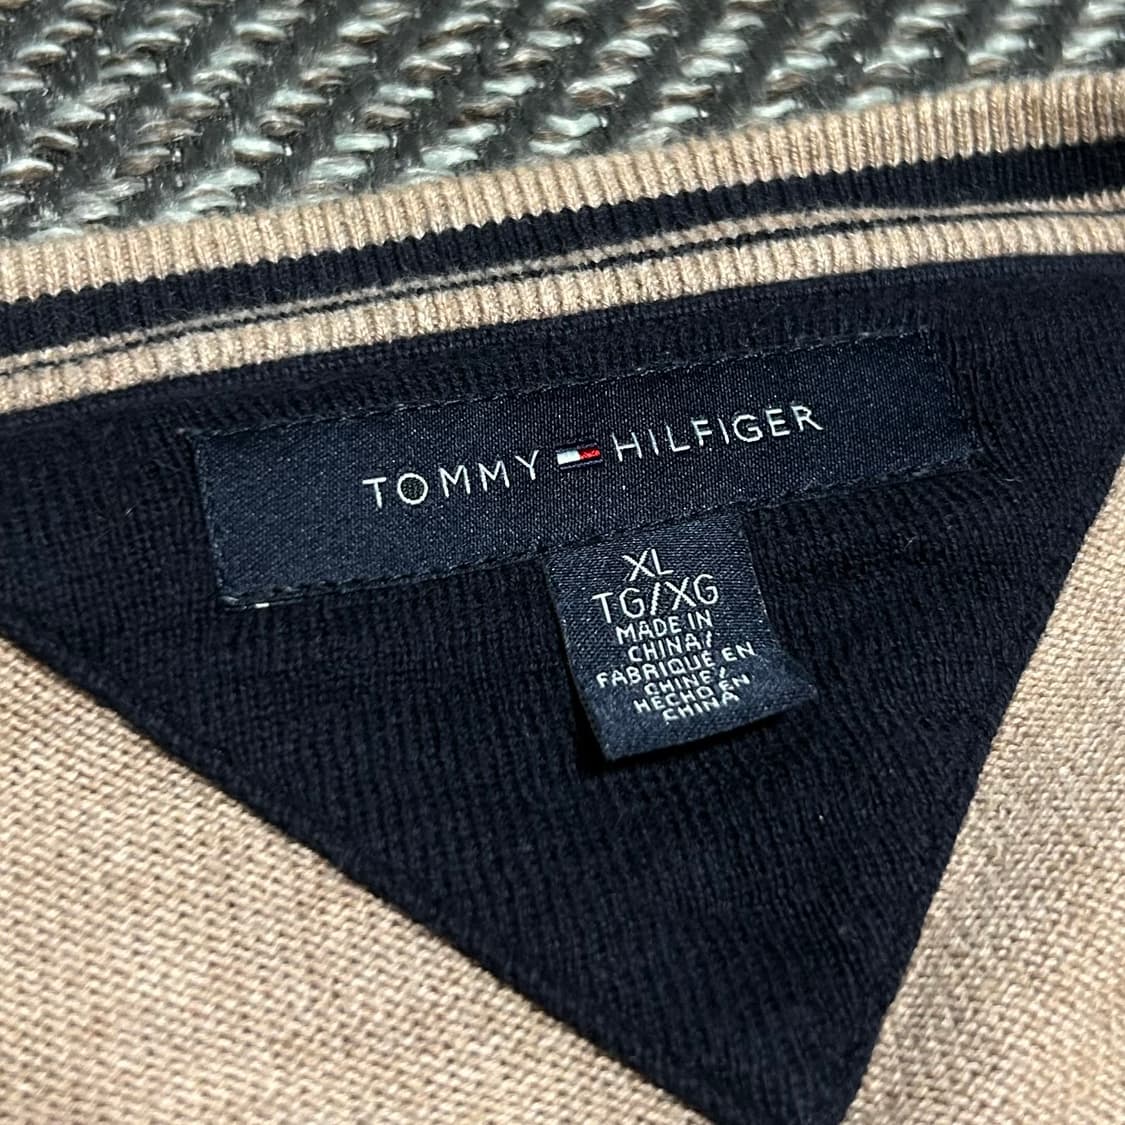 TOMMY HILFIGER
XL
TG/XG
MADE IN
CHINA/
FABRIQUÉ EN
CHINE/
HECHO EN
CHINA